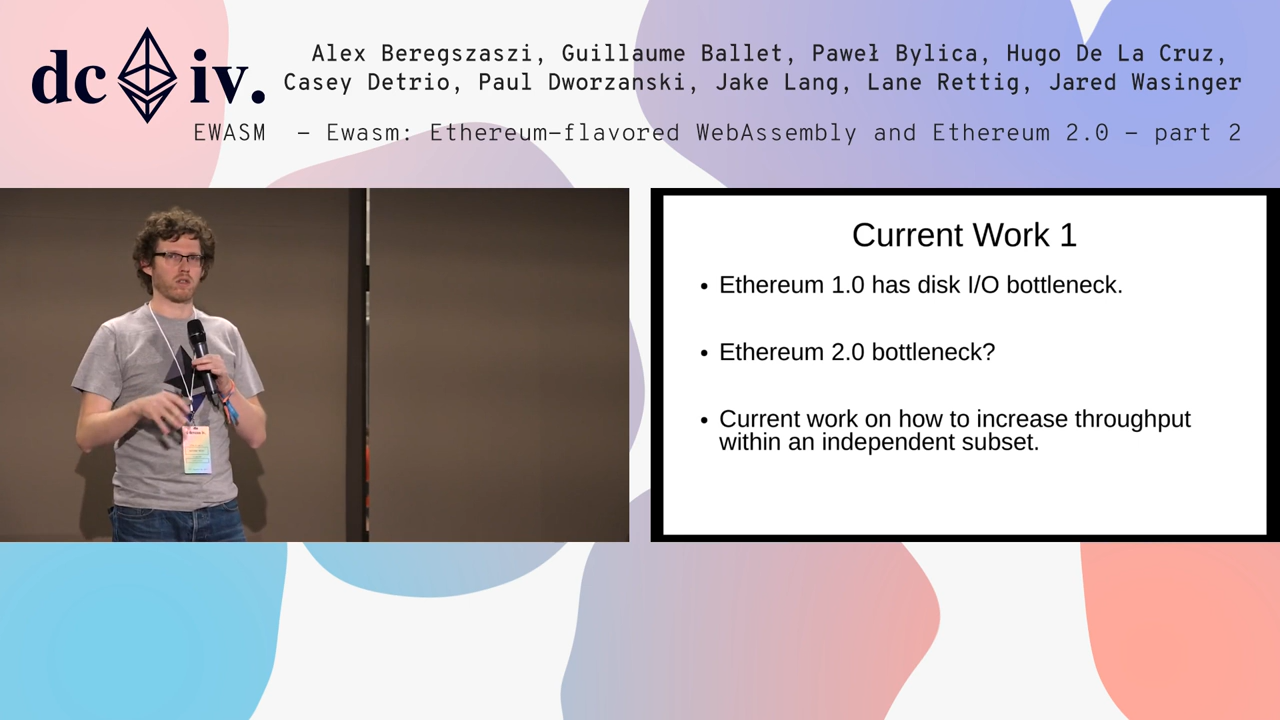 dc iv.
Alex Beregszaszi, Guillaume Ballet, Paweł Bylica, Hugo De La Cruz,
Casey Detrio, Paul Dworzanski, Jake Lang, Lane Rettig, Jared Wasinger
EWASM - Ewasm: Ethereum-flavored WebAssembly and Ethereum 2.0 - part 2
Current Work 1
• Ethereum 1.0 has disk I/O bottleneck.
• Ethereum 2.0 bottleneck?
• Current work on how to increase throughput
within an independent subset.